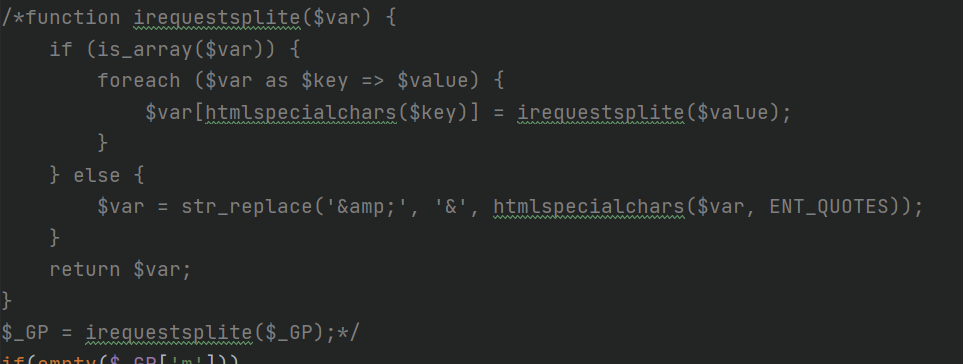 /*function irequestsplite($var) {
    if (is_array($var)) {
        foreach ($var as $key => $value) {
            $var[htmlspecialchars($key)] = irequestsplite($value);
        }
    } else {
        $var = str_replace('&amp;', '&', htmlspecialchars($var, ENT_QUOTES));
    }
    return $var;
}
$_GP = irequestsplite($_GP);*/
if(empty($_GP['m']))